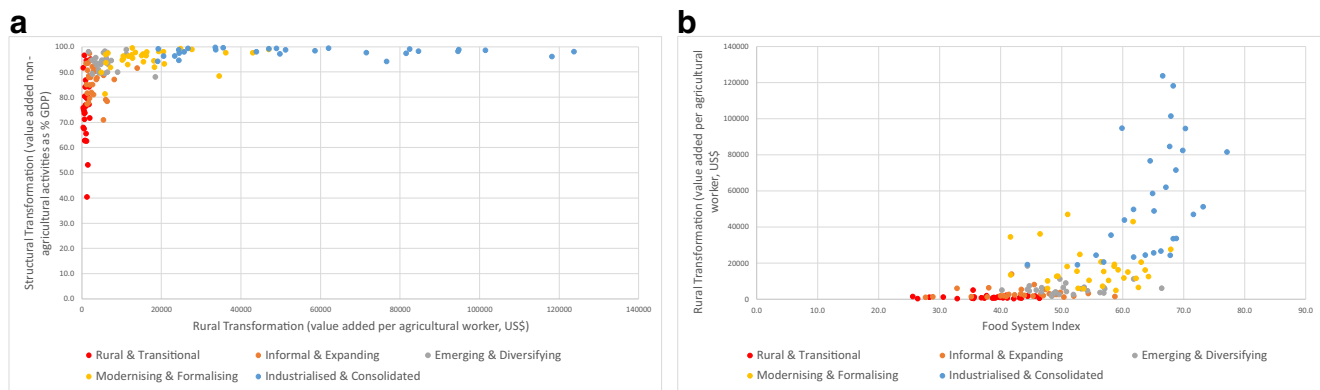 a
Structural Transformation (value added non-
agricultural activities as % GDP)
100.0
90.0
80.0
70.0
60.0
50.0
40.0
30.0
20.0
10.0
0.0
0 20000 40000 60000 80000 100000 120000 140000
Rural Transformation (value added per agricultural worker, US$)
Rural & Transitional Informal & Expanding Emerging & Diversifying
Modernising & Formalising Industrialised & Consolidated
b
Rural Transformation (value added per agricultural
worker, US$)
140000
120000
100000
80000
60000
40000
20000
0
0.0 10.0 20.0 30.0 40.0 50.0 60.0 70.0 80.0 90.0
Food System Index
Rural & Transitional Informal & Expanding Emerging & Diversifying
Modernising & Formalising Industrialised & Consolidated